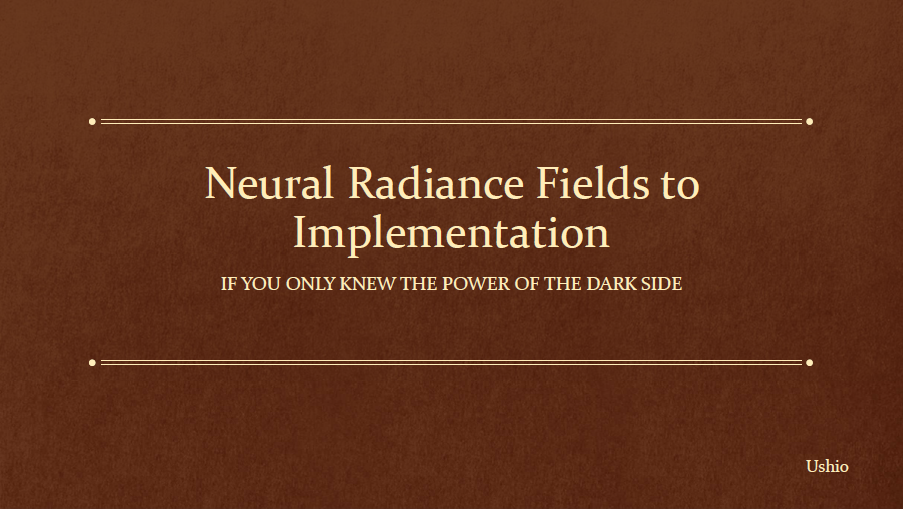 Neural Radiance Fields to
Implementation
IF YOU ONLY KNEW THE POWER OF THE DARK SIDE
Ushio